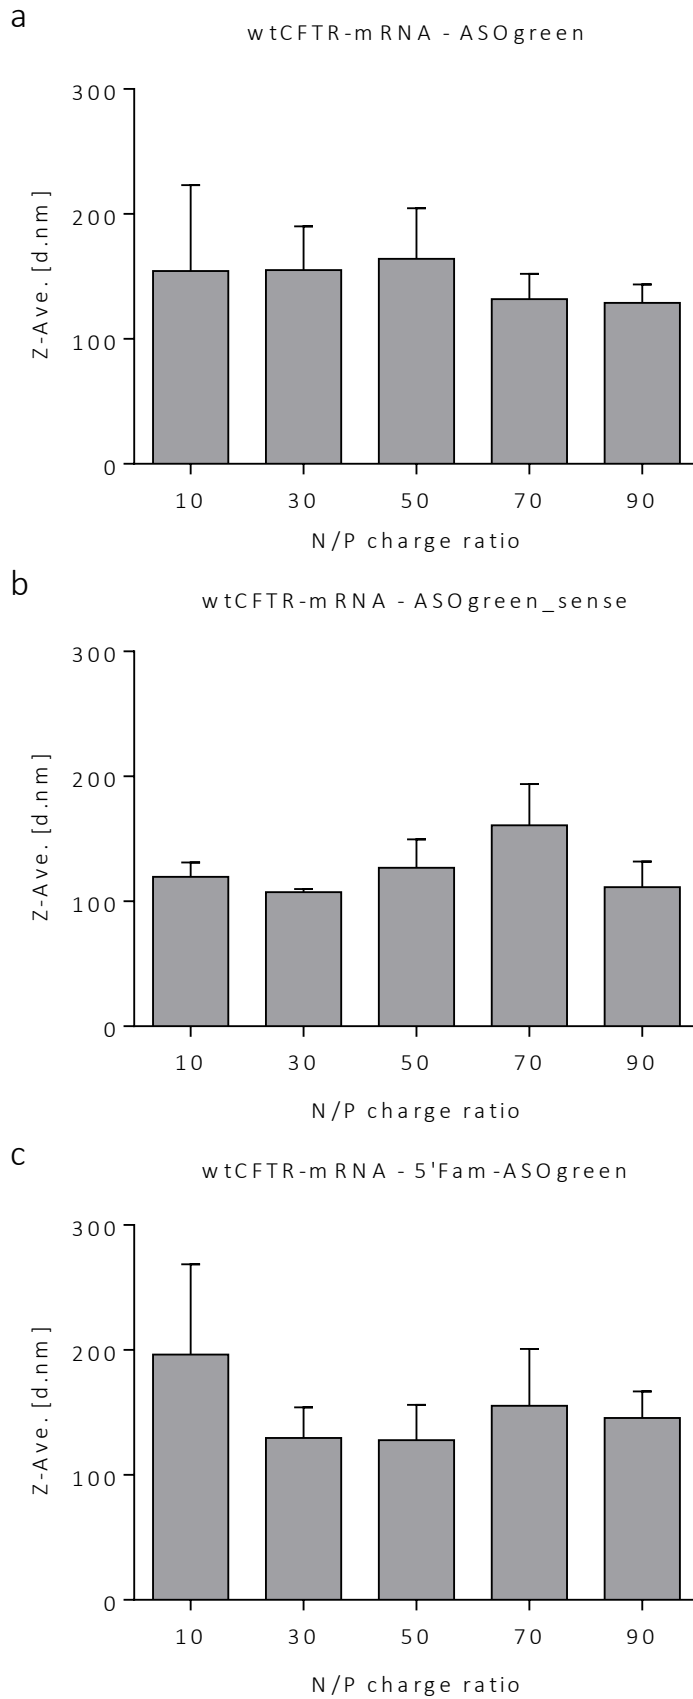 a
wtCFTR-mRNA - ASOgreen
300
200
100
0
Z-Ave. [d.nm]
10 30 50 70 90
N/P charge ratio
b
wtCFTR-mRNA - ASOgreen_sense
300
200
100
0
Z-Ave. [d.nm]
10 30 50 70 90
N/P charge ratio
c
wtCFTR-mRNA - 5'Fam-ASOgreen
300
200
100
0
Z-Ave. [d.nm]
10 30 50 70 90
N/P charge ratio